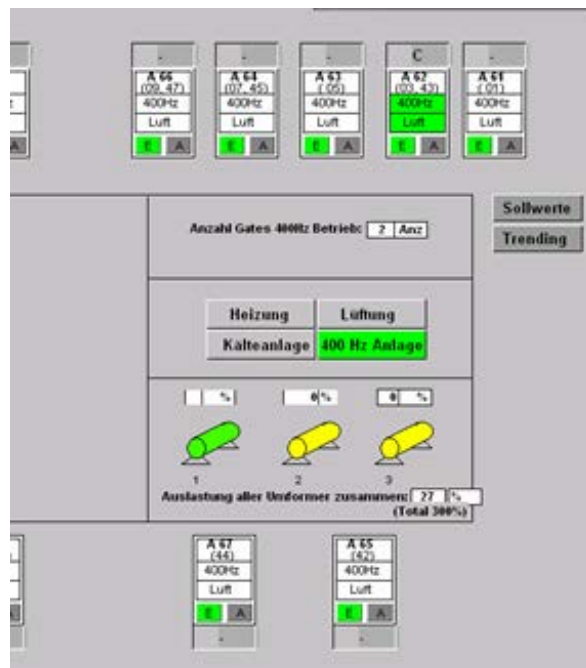 - - - C -
A 66 A 64 A 63 A 62 A 61
(09, 47) (07, 45) (05) (03, 43) (01)
400Hz 400Hz 400Hz 400Hz 400Hz
Luft Luft Luft Luft Luft
A E A E A E A E A E A
Sollwerte
Anzahl Gates 400Hz Betrieb: 2 Anz
Trending
Heizung Lüftung
Kälteanlage 400 Hz Anlage
% 0 % 0 %
1 2 3
Auslastung aller Umformer zusammen: 27 %
(Total 300%)
A 67 A 65
(44) (42)
400Hz 400Hz
Luft Luft
E A E A
- -